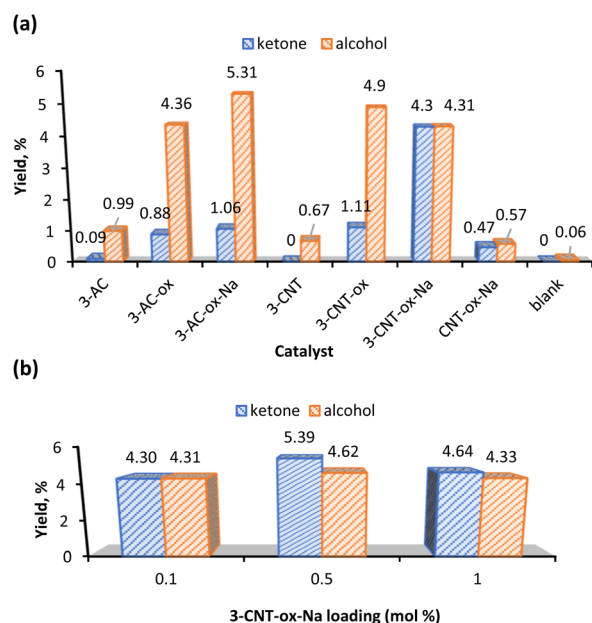 (a)
ketone alcohol
6
5
4
3
2
1
0
Yield, %
0.09 0.99 0.88 4.36 1.06 5.31 0 0.67 1.11 4.9 4.3 4.31 0.47 0.57 0 0.06
3-AC 3-AC-ox 3-AC-ox-Na 3-CNT 3-CNT-ox 3-CNT-ox-Na CNT-ox-Na blank
Catalyst
(b)
ketone alcohol
6
4
2
0
Yield, %
4.30 4.31 5.39 4.62 4.64 4.33
0.1 0.5 1
3-CNT-ox-Na loading (mol %)